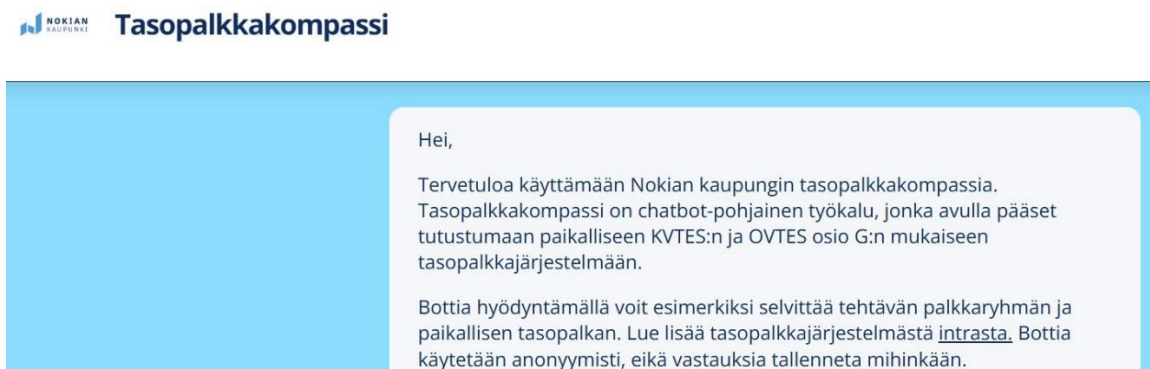 NOKIAN
KAUPUNKI
Tasopalkkakompassi
Hei,
Tervetuloa käyttämään Nokian kaupungin tasopalkkakompassia.
Tasopalkkakompassi on chatbot-pohjainen työkalu, jonka avulla pääset
tutustumaan paikalliseen KVTES:n ja OVTES osio G:n mukaiseen
tasopalkkajärjestelmään.
Bottia hyödyntämällä voit esimerkiksi selvittää tehtävän palkkaryhmän ja
paikallisen tasopalkan. Lue lisää tasopalkkajärjestelmästä intrasta. Bottia
käytetään anonyymisti, eikä vastauksia tallenneta mihinkään.